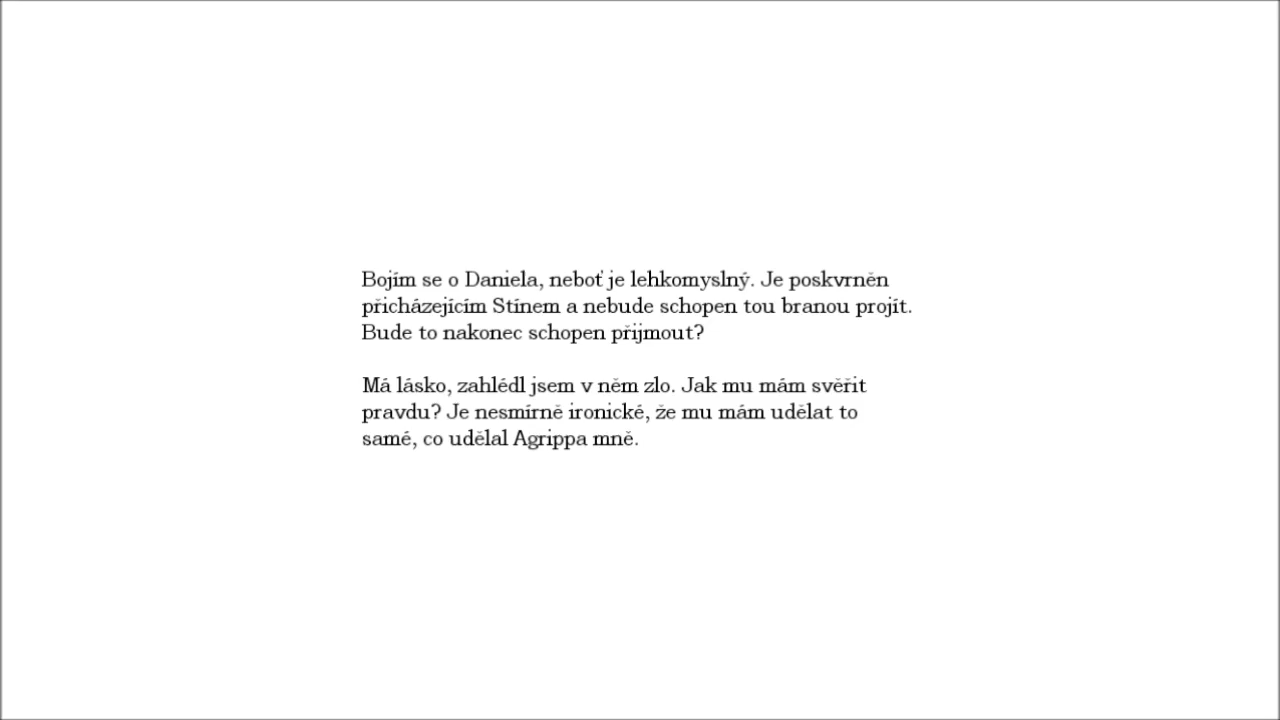 Bojím se o Daniela, neboť je lehkomyslný. Je poskvrněn
přicházejícím Stínem a nebude schopen tou branou projít.
Bude to nakonec schopen přijmout?
Má lásko, zahlédl jsem v něm zlo. Jak mu mám svěřit
pravdu? Je nesmírně ironické, že mu mám udělat to
samé, co udělal Agrippa mně.